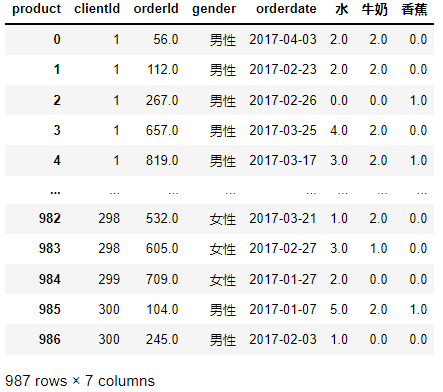 product clientId orderId gender orderdate 水 牛奶 香蕉
0 1 56.0 男性 2017-04-03 2.0 2.0 0.0
1 1 112.0 男性 2017-02-23 2.0 2.0 0.0
2 1 267.0 男性 2017-02-26 0.0 0.0 1.0
3 1 657.0 男性 2017-03-25 4.0 2.0 0.0
4 1 819.0 男性 2017-03-17 3.0 2.0 1.0
... ... ... ... ... ... ... ...
982 298 532.0 女性 2017-03-21 1.0 2.0 0.0
983 298 605.0 女性 2017-02-27 3.0 1.0 0.0
984 299 709.0 女性 2017-01-27 2.0 0.0 0.0
985 300 104.0 男性 2017-01-07 5.0 2.0 1.0
986 300 245.0 男性 2017-02-03 1.0 0.0 0.0
987 rows × 7 columns